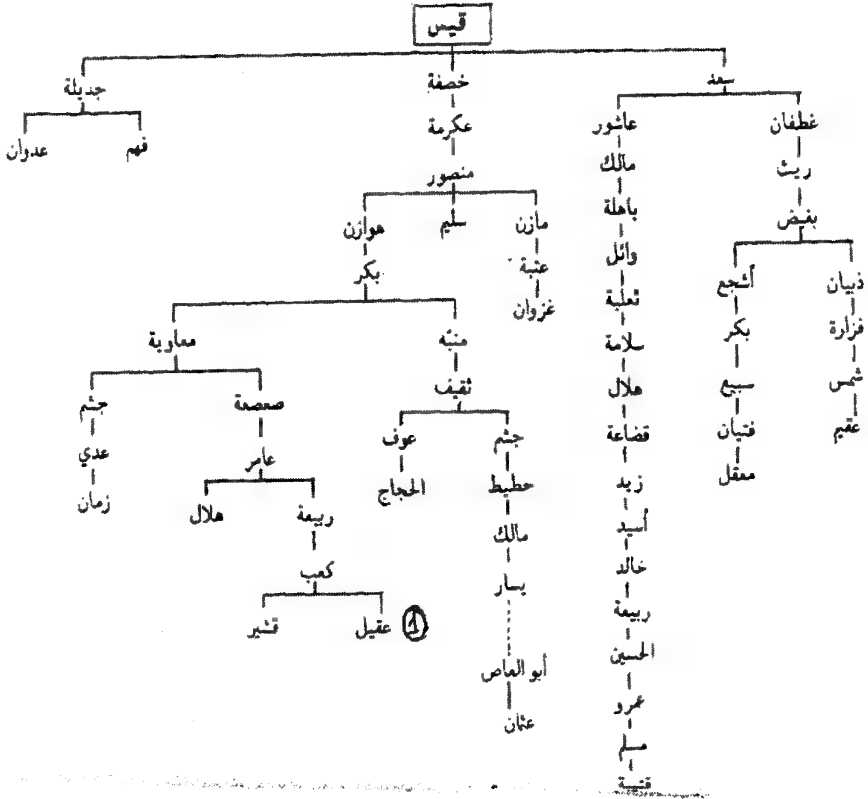 قيس
سعد
خصفة
جديلة
غطفان
عاشور
عكرمة
فهم
عدوان
ريث
مالك
منصور
بغيض
باهلة
مازن
سليم
هوازن
ذبيان
أشجع
وائل
عتبة
بكر
فزارة
بكر
ثعلبة
غزوان
منبّه
معاوية
شمس
سبيع
سلامة
ثقيف
صعصعة
جشم
عقيم
فتيان
هلال
جشم
عوف
عامر
عدي
معقل
قضاعة
حطيط
الحجاج
ربيعة
هلال
زمان
زيد
مالك
كعب
أسيد
يسار
عقيل ①
قشير
خالد
أبو العاص
ربيعة
عثمان
الحسين
عمرو
مسلم
قتيبة